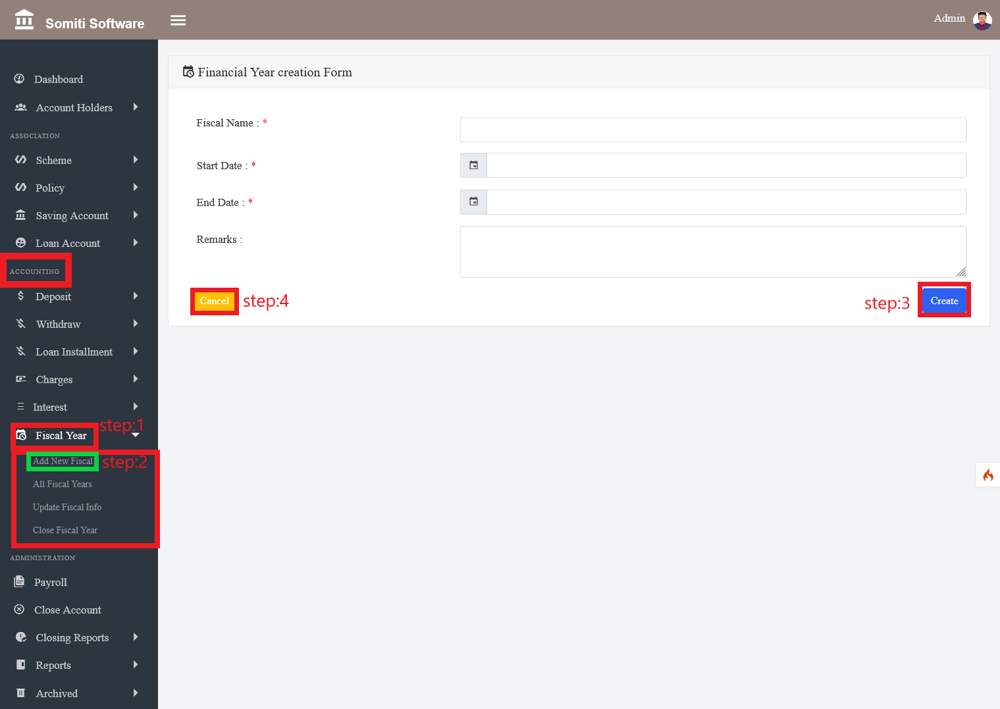 Somiti Software
Admin
Dashboard
Account Holders
ASSOCIATION
Scheme
Policy
Saving Account
Loan Account
ACCOUNTING
Deposit
Withdraw
Loan Installment
Charges
Interest
Fiscal Year step:1
Add New Fiscal step:2
All Fiscal Years
Update Fiscal Info
Close Fiscal Year
ADMINISTRATION
Payroll
Close Account
Closing Reports
Reports
Archived
Financial Year creation Form
Fiscal Name : *
Start Date : *
End Date : *
Remarks :
Cancel step:4 step:3 Create